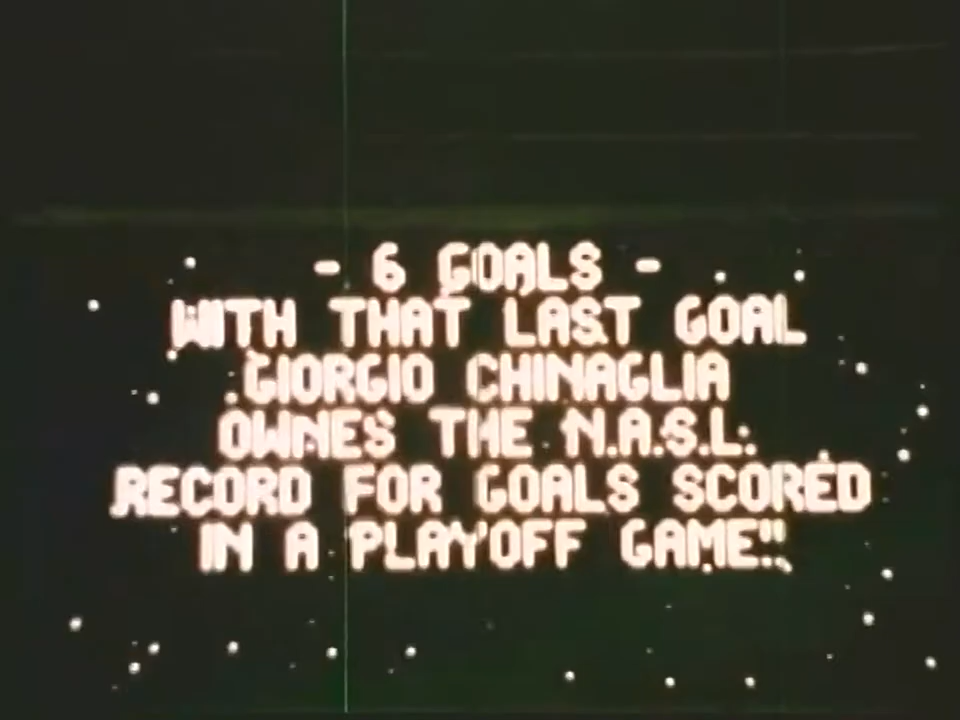 - 6 GOALS -
WITH THAT LAST GOAL
GIORGIO CHINAGLIA
OWNES THE N.A.S.L.
RECORD FOR GOALS SCORED
IN A PLAYOFF GAME!!